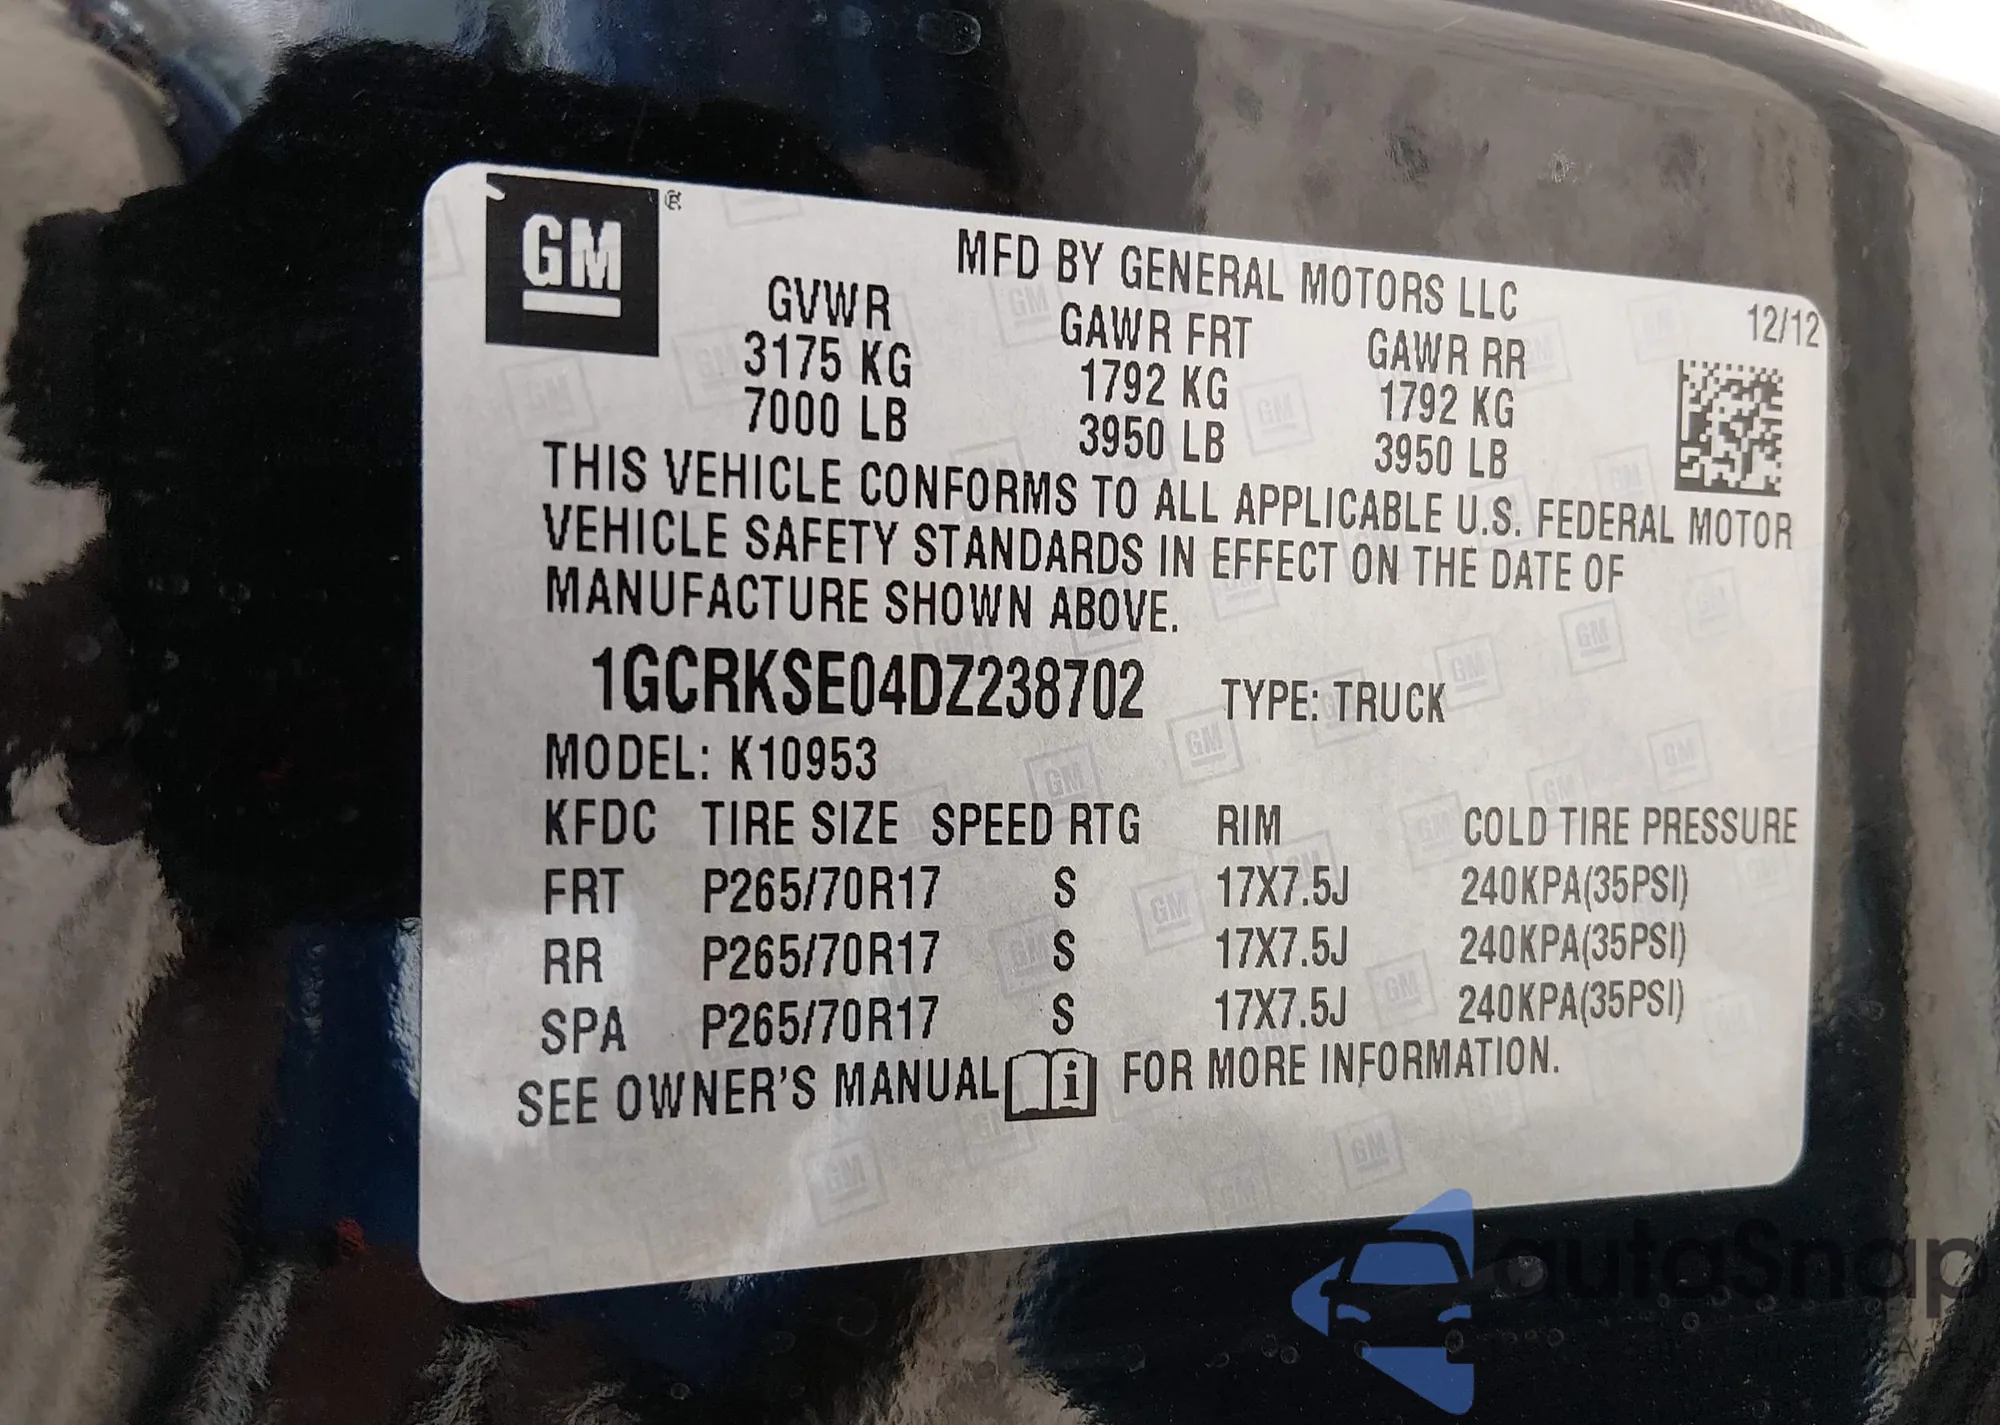 GM ®
MFD BY GENERAL MOTORS LLC
12/12
GVWR GAWR FRT GAWR RR
3175 KG 1792 KG 1792 KG
7000 LB 3950 LB 3950 LB
THIS VEHICLE CONFORMS TO ALL APPLICABLE U.S. FEDERAL MOTOR
VEHICLE SAFETY STANDARDS IN EFFECT ON THE DATE OF
MANUFACTURE SHOWN ABOVE.
1GCRKSE04DZ238702 TYPE: TRUCK
MODEL: K10953
KFDC TIRE SIZE SPEED RTG RIM COLD TIRE PRESSURE
FRT P265/70R17 S 17X7.5J 240KPA(35PSI)
RR P265/70R17 S 17X7.5J 240KPA(35PSI)
SPA P265/70R17 S 17X7.5J 240KPA(35PSI)
SEE OWNER'S MANUAL i FOR MORE INFORMATION.
autoSnap